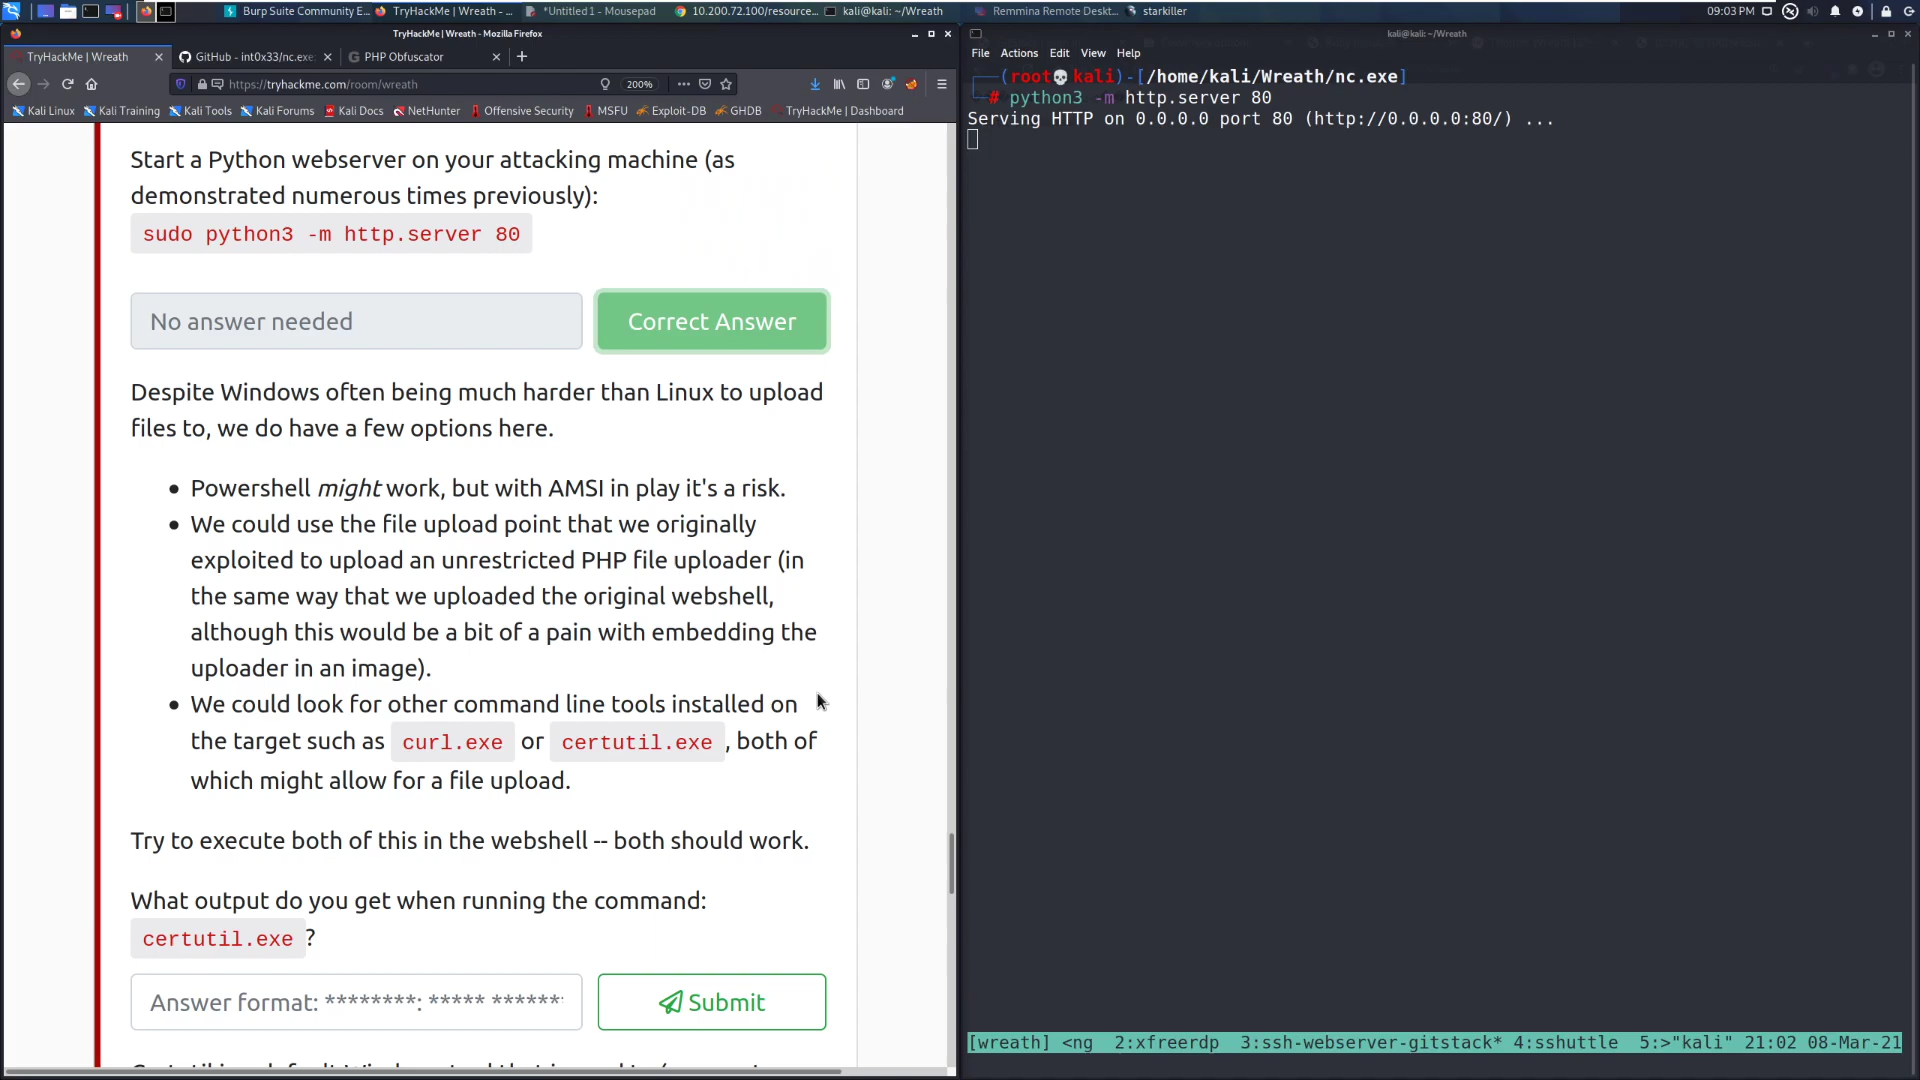 Burp Suite Community E...
TryHackMe | Wreath - ...
*Untitled 1 - Mousepad
10.200.72.100/resource...
kali@kali: ~/Wreath
Remmina Remote Deskt...
starkiller
09:03 PM
TryHackMe | Wreath - Mozilla Firefox
TryHackMe | Wreath
GitHub - int0x33/nc.exe:
PHP Obfuscator
https://tryhackme.com/room/wreath
200%
Kali Linux
Kali Training
Kali Tools
Kali Forums
Kali Docs
NetHunter
Offensive Security
MSFU
Exploit-DB
GHDB
TryHackMe | Dashboard
Start a Python webserver on your attacking machine (as
demonstrated numerous times previously):
sudo python3 -m http.server 80
No answer needed
Correct Answer
Despite Windows often being much harder than Linux to upload
files to, we do have a few options here.
• Powershell might work, but with AMSI in play it's a risk.
• We could use the file upload point that we originally
exploited to upload an unrestricted PHP file uploader (in
the same way that we uploaded the original webshell,
although this would be a bit of a pain with embedding the
uploader in an image).
• We could look for other command line tools installed on
the target such as curl.exe or certutil.exe, both of
which might allow for a file upload.
Try to execute both of this in the webshell -- both should work.
What output do you get when running the command:
certutil.exe?
Answer format: ********: ***** *******
Submit
kali@kali: ~/Wreath
File Actions Edit View Help
(root💀kali)-[/home/kali/Wreath/nc.exe]
# python3 -m http.server 80
Serving HTTP on 0.0.0.0 port 80 (http://0.0.0.0:80/) ...
[wreath] <ng 2:xfreerdp 3:ssh-webserver-gitstack* 4:sshuttle 5:>"kali" 21:02 08-Mar-21